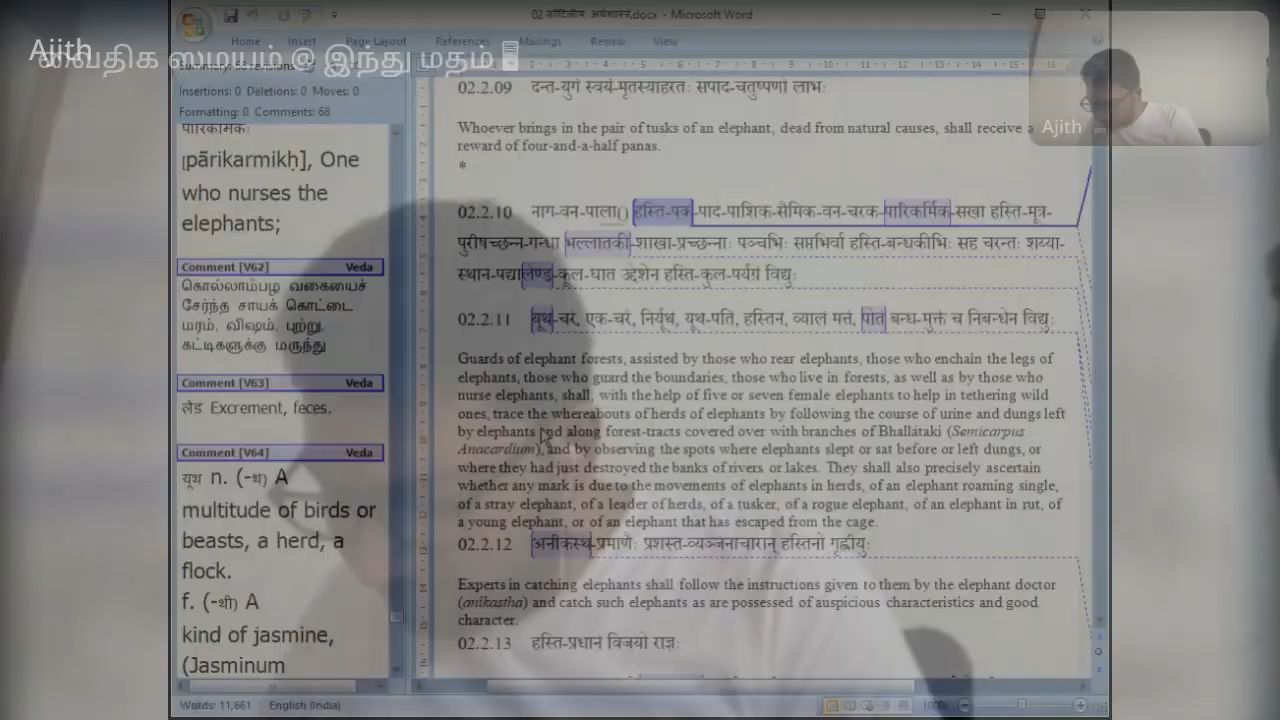 02 कौटिलीय अर्थशास्त्र.docx - Microsoft Word
Home Insert Page Layout References Mailings Review View
Ajith
வைதிக ஸமயம் @ இந்து மதம்
Ajith
Insertions: 0 Deletions: 0 Moves: 0
Formatting: 0 Comments: 68
पारिकर्मिकः
[pārikarmikḥ], One
who nurses the
elephants;
Comment [V62] Veda
கொல்லாம்பழ வகையைச்
சேர்ந்த சாயக் கொட்டை
மரம், விஷம், புற்று,
கட்டிகளுக்கு மருந்து
Comment [V63] Veda
लेंड Excrement, feces.
Comment [V64] Veda
यूथ n. (-थं) A
multitude of birds or
beasts, a herd, a
flock.
f. (-थी) A
kind of jasmine,
(Jasminum
02.2.09 दन्त-युगं स्वयं-मृतस्याहरतः सपाद-चतुष्पणो लाभः
Whoever brings in the pair of tusks of an elephant, dead from natural causes, shall receive a
reward of four-and-a-half panas.
*
02.2.10 नाग-वन-पाला() हस्ति-पक-पाद-पाशिक-सैमिक-वन-चरक-पारिकर्मिक-सखा हस्ति-मूत्र-
पुरीषच्छन्न-गन्धा भल्लातकी-शाखा-प्रच्छन्नाः पञ्चभिः सप्तभिर्वा हस्ति-बन्धकीभिः सह चरन्तः शय्या-
स्थान-पद्यालेण्ड-कूल-घात उद्देशेन हस्ति-कुल-पर्यग्रं विद्युः
02.2.11 यूथ-चरं, एक-चरं, निर्यूथं, यूथ-पतिं, हस्तिनं, व्यालं मत्तं, पोतं बन्ध-मुक्तं च निबन्धेन विद्युः
Guards of elephant forests, assisted by those who rear elephants, those who enchain the legs of
elephants, those who guard the boundaries, those who live in forests, as well as by those who
nurse elephants, shall, with the help of five or seven female elephants to help in tethering wild
ones, trace the whereabouts of herds of elephants by following the course of urine and dungs left
by elephants and along forest-tracts covered over with branches of Bhallátaki (Semicarpus
Anacardium), and by observing the spots where elephants slept or sat before or left dungs, or
where they had just destroyed the banks of rivers or lakes. They shall also precisely ascertain
whether any mark is due to the movements of elephants in herds, of an elephant roaming single,
of a stray elephant, of a leader of herds, of a tusker, of a rogue elephant, of an elephant in rut, of
a young elephant, or of an elephant that has escaped from the cage.
02.2.12 अनीकस्थ-प्रमाणैः प्रशस्त-व्यञ्जनाचारान् हस्तिनो गृह्णीयुः
Experts in catching elephants shall follow the instructions given to them by the elephant doctor
(anikastha) and catch such elephants as are possessed of auspicious characteristics and good
character.
02.2.13 हस्ति-प्रधानं विजयो राज्ञः
Words: 11,661 English (India) 100%